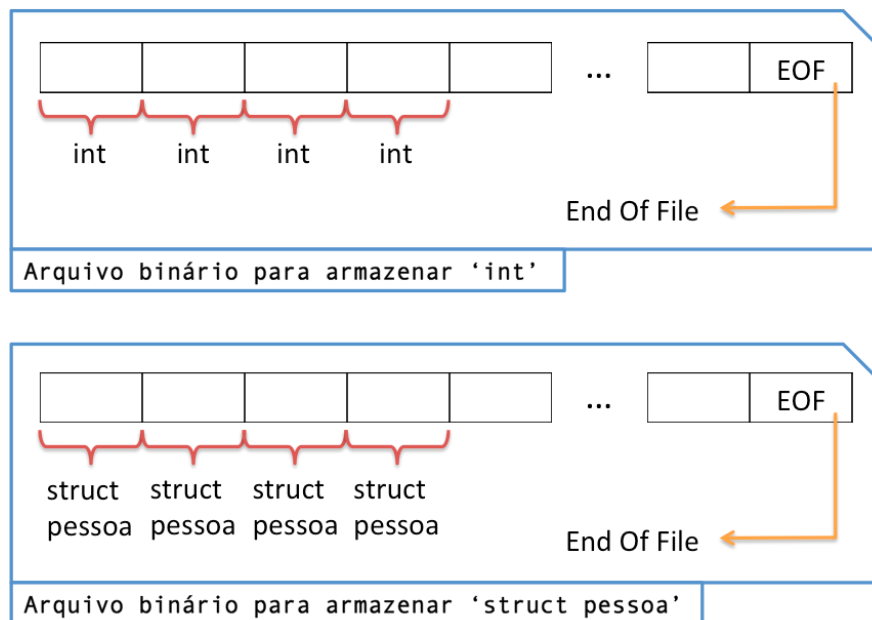 ... EOF
int int int int
End Of File
Arquivo binário para armazenar ‘int’
... EOF
struct struct struct struct
pessoa pessoa pessoa pessoa
End Of File
Arquivo binário para armazenar ‘struct pessoa’